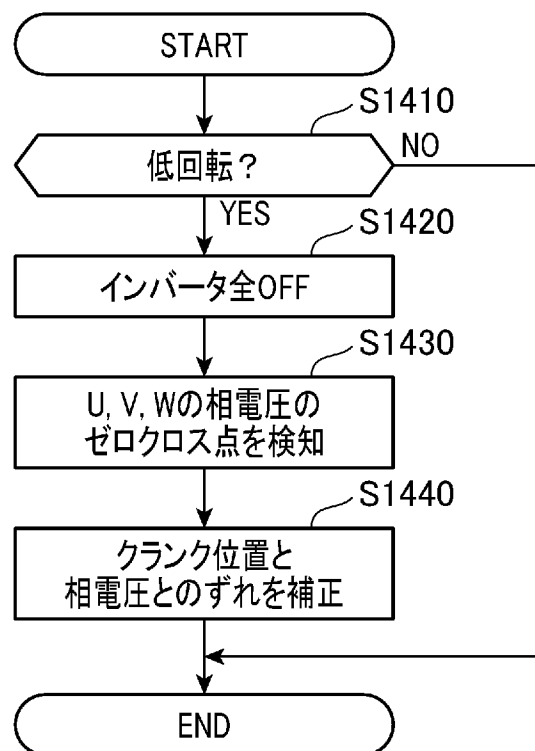 START
S1410
低回転？
NO
YES
S1420
インバータ全OFF
S1430
U, V, Wの相電圧の
ゼロクロス点を検知
S1440
クランク位置と
相電圧とのずれを補正
END